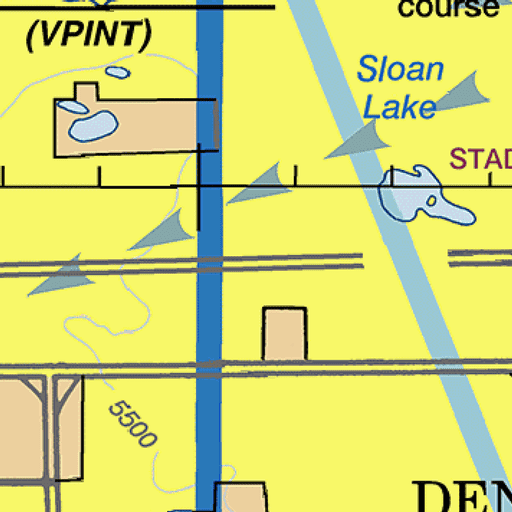 course
(VPINT)
Sloan
Lake
STAD
5500
DEN